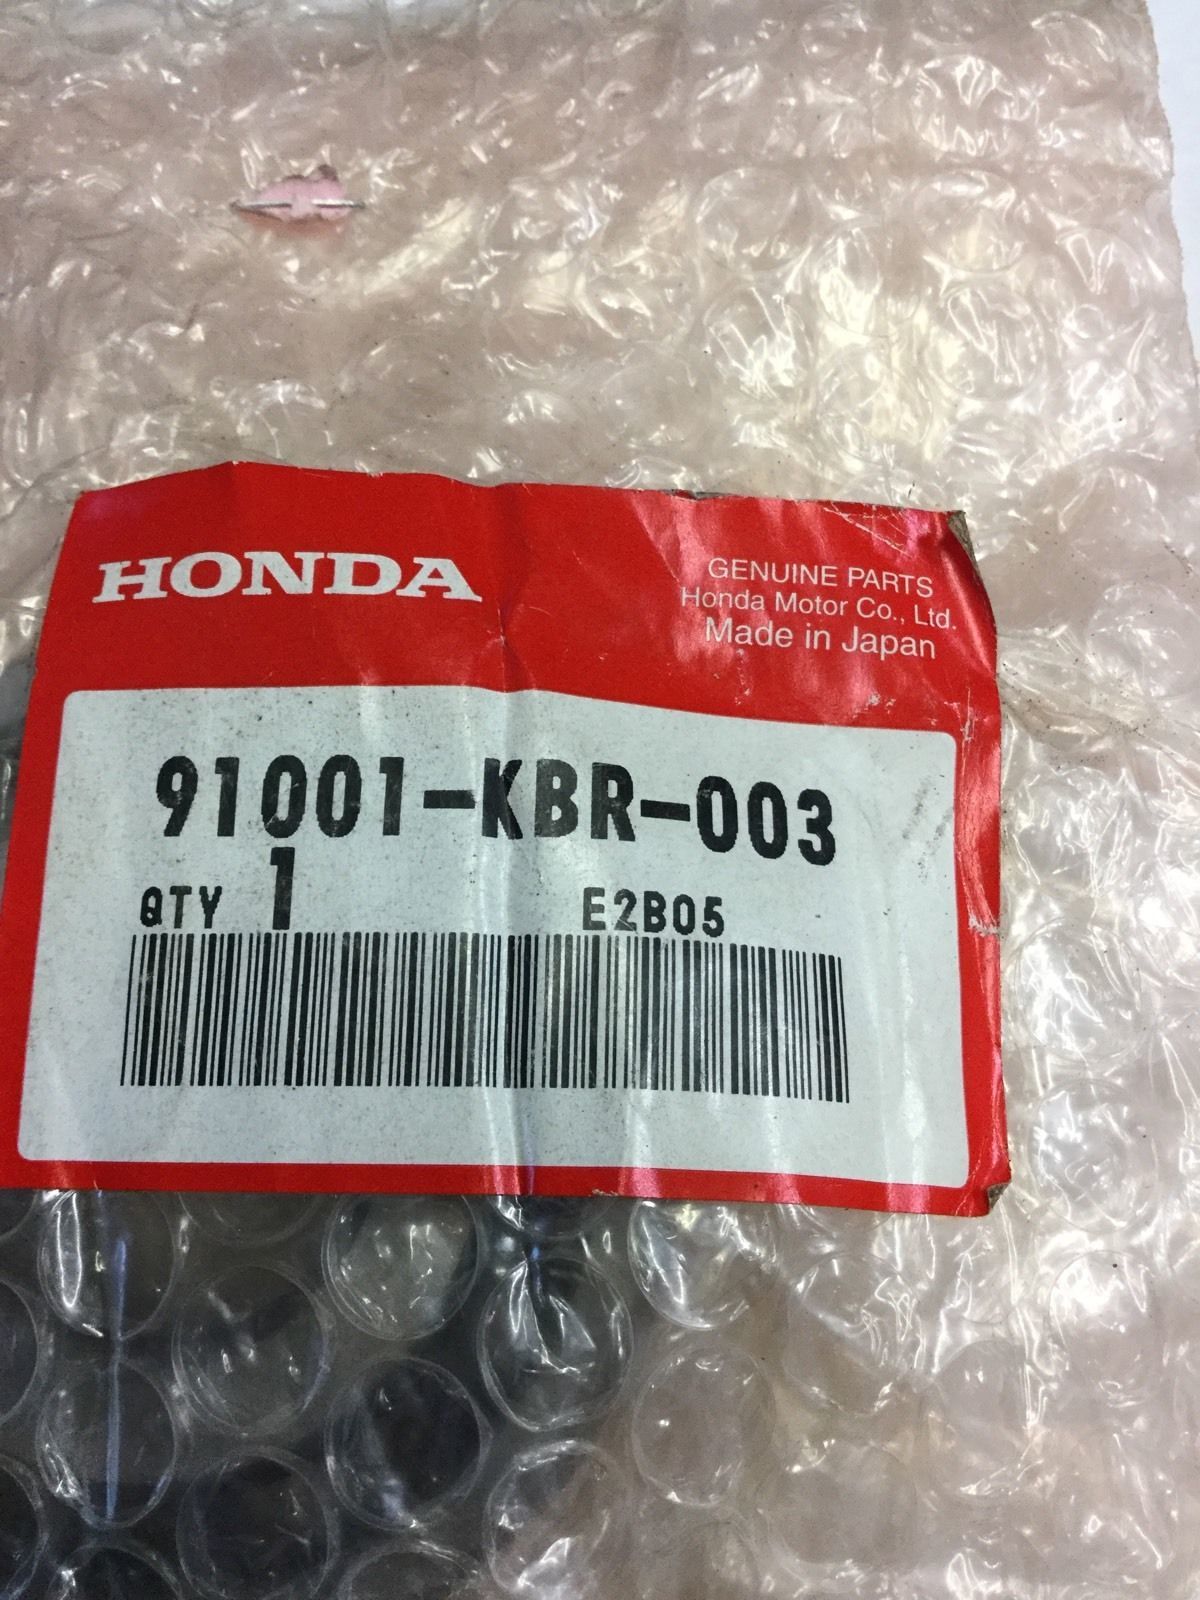 HONDA
GENUINE PARTS
Honda Motor Co., Ltd.
Made in Japan
91001-KBR-003
QTY 1 E2B05